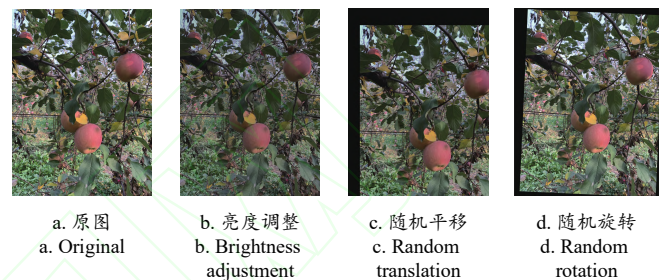 a. 原图
a. Original
b. 亮度调整
b. Brightness
adjustment
c. 随机平移
c. Random
translation
d. 随机旋转
d. Random
rotation